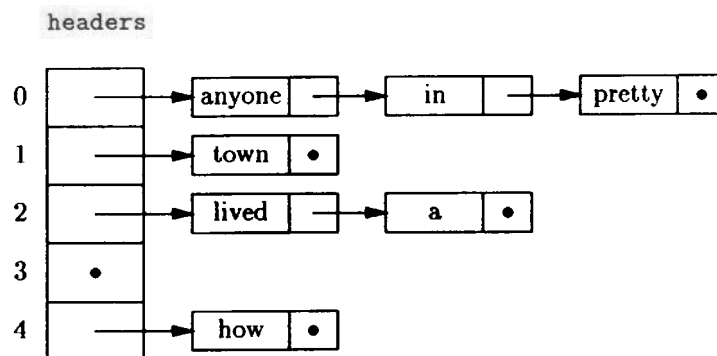 headers
0 anyone in pretty
1 town
2 lived a
3
4 how